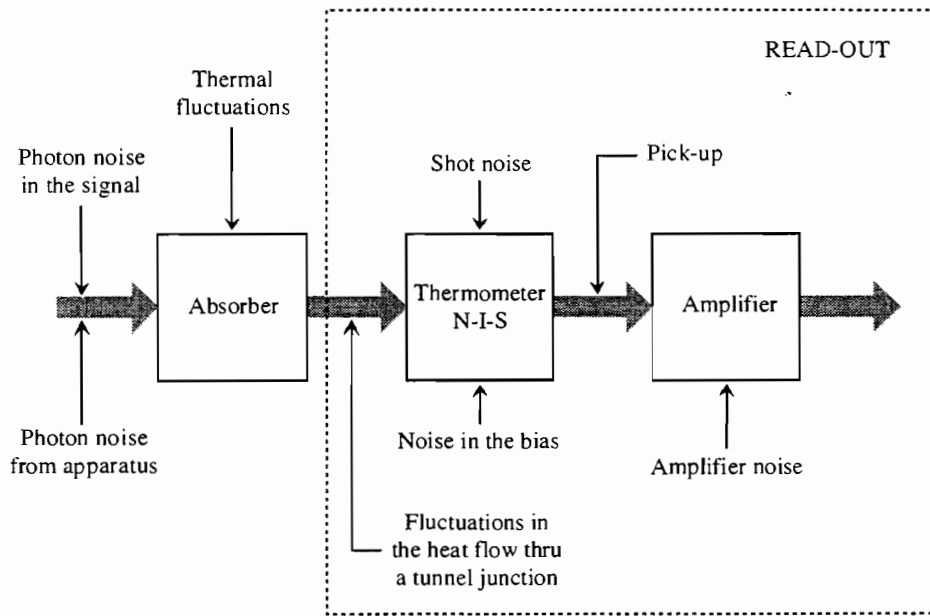 READ-OUT
Thermal
fluctuations
Photon noise
in the signal
Shot noise
Pick-up
Absorber
Thermometer
N-I-S
Amplifier
Photon noise
from apparatus
Noise in the bias
Amplifier noise
Fluctuations in
the heat flow thru
a tunnel junction